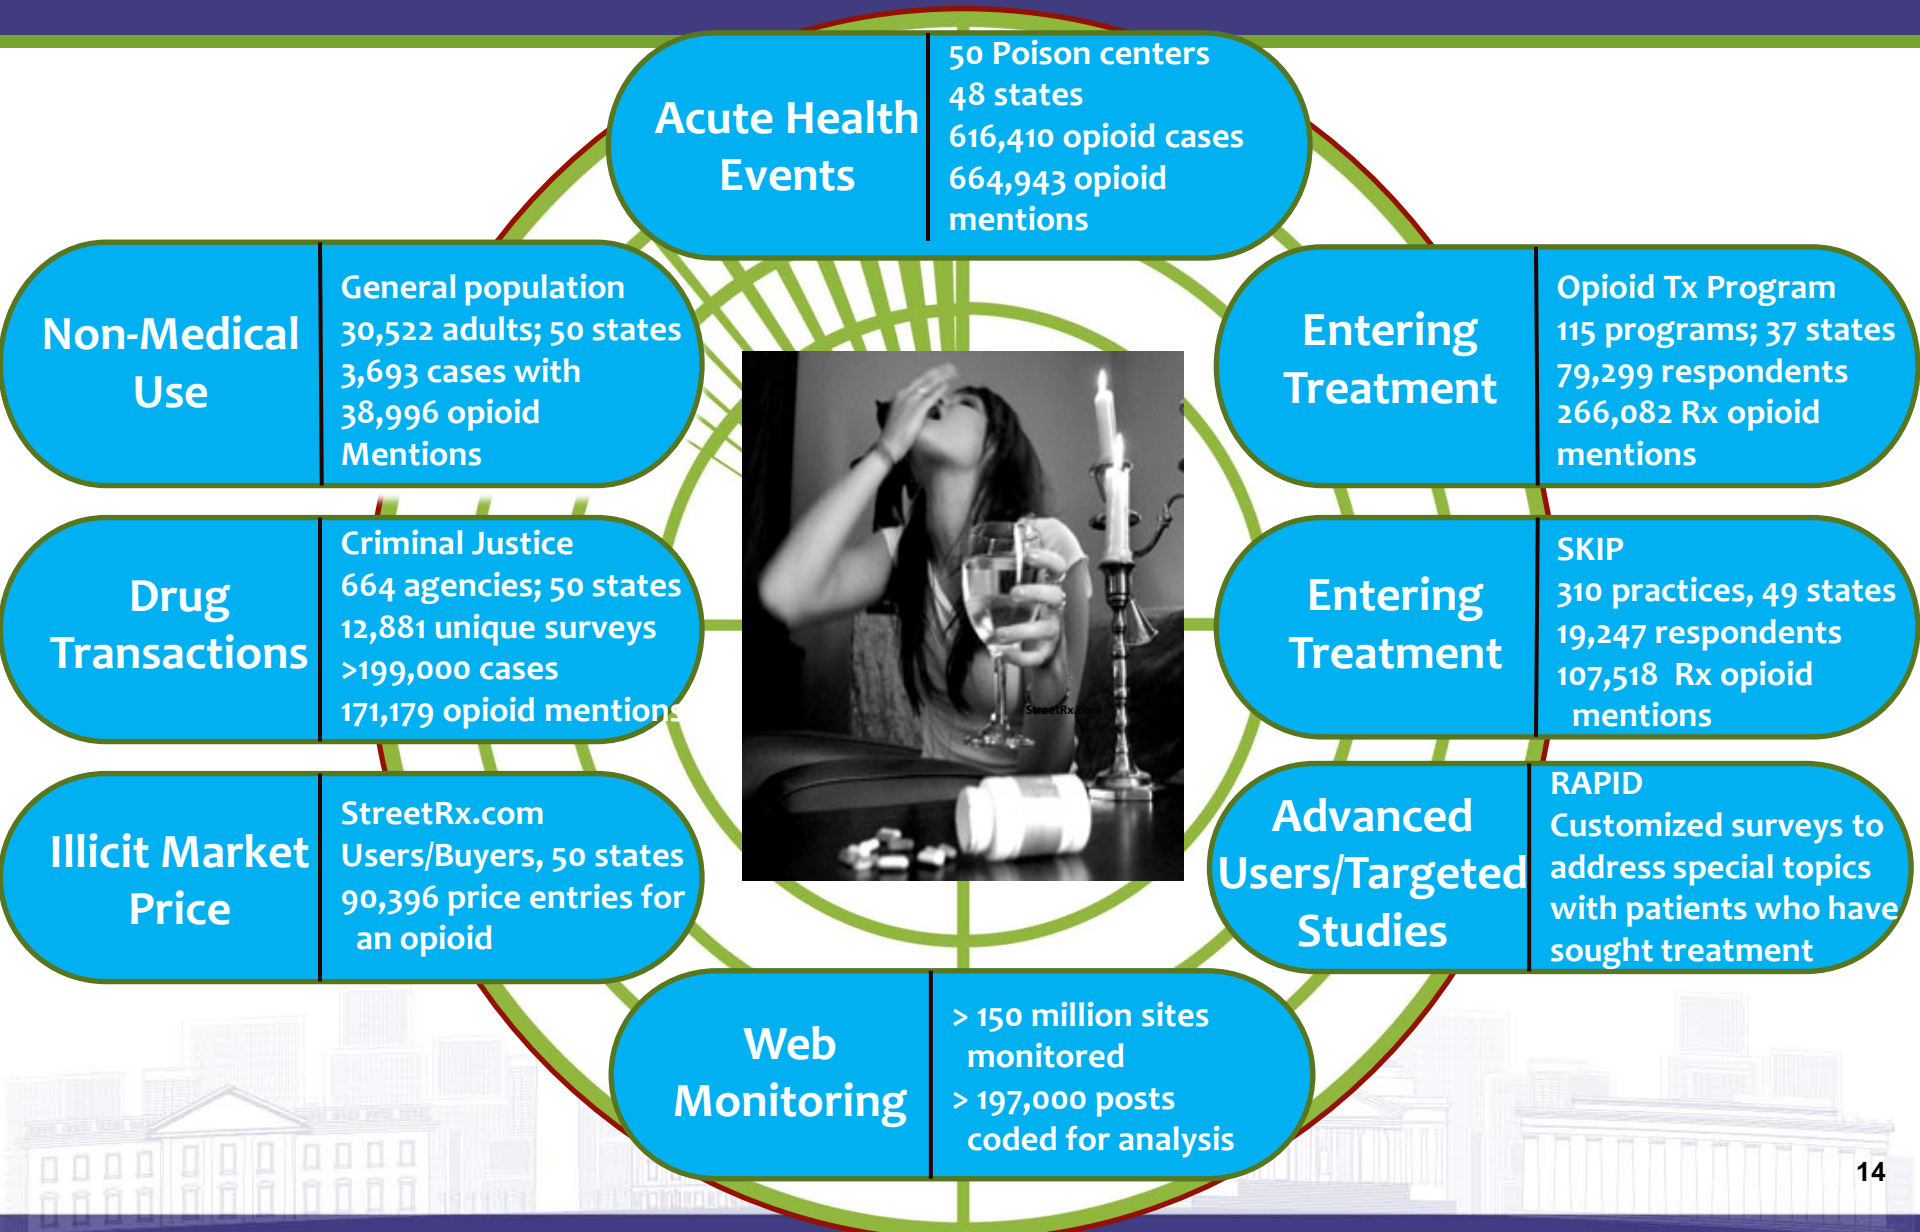 Acute Health
Events
50 Poison centers
48 states
616,410 opioid cases
664,943 opioid
mentions
Non-Medical
Use
General population
30,522 adults; 50 states
3,693 cases with
38,996 opioid
Mentions
Entering
Treatment
Opioid Tx Program
115 programs; 37 states
79,299 respondents
266,082 Rx opioid
mentions
Drug
Transactions
Criminal Justice
664 agencies; 50 states
12,881 unique surveys
>199,000 cases
171,179 opioid mentions
Entering
Treatment
SKIP
310 practices, 49 states
19,247 respondents
107,518 Rx opioid
mentions
StreetRx.com
Illicit Market
Price
StreetRx.com
Users/Buyers, 50 states
90,396 price entries for
an opioid
Advanced
Users/Targeted
Studies
RAPID
Customized surveys to
address special topics
with patients who have
sought treatment
Web
Monitoring
> 150 million sites
monitored
> 197,000 posts
coded for analysis
14